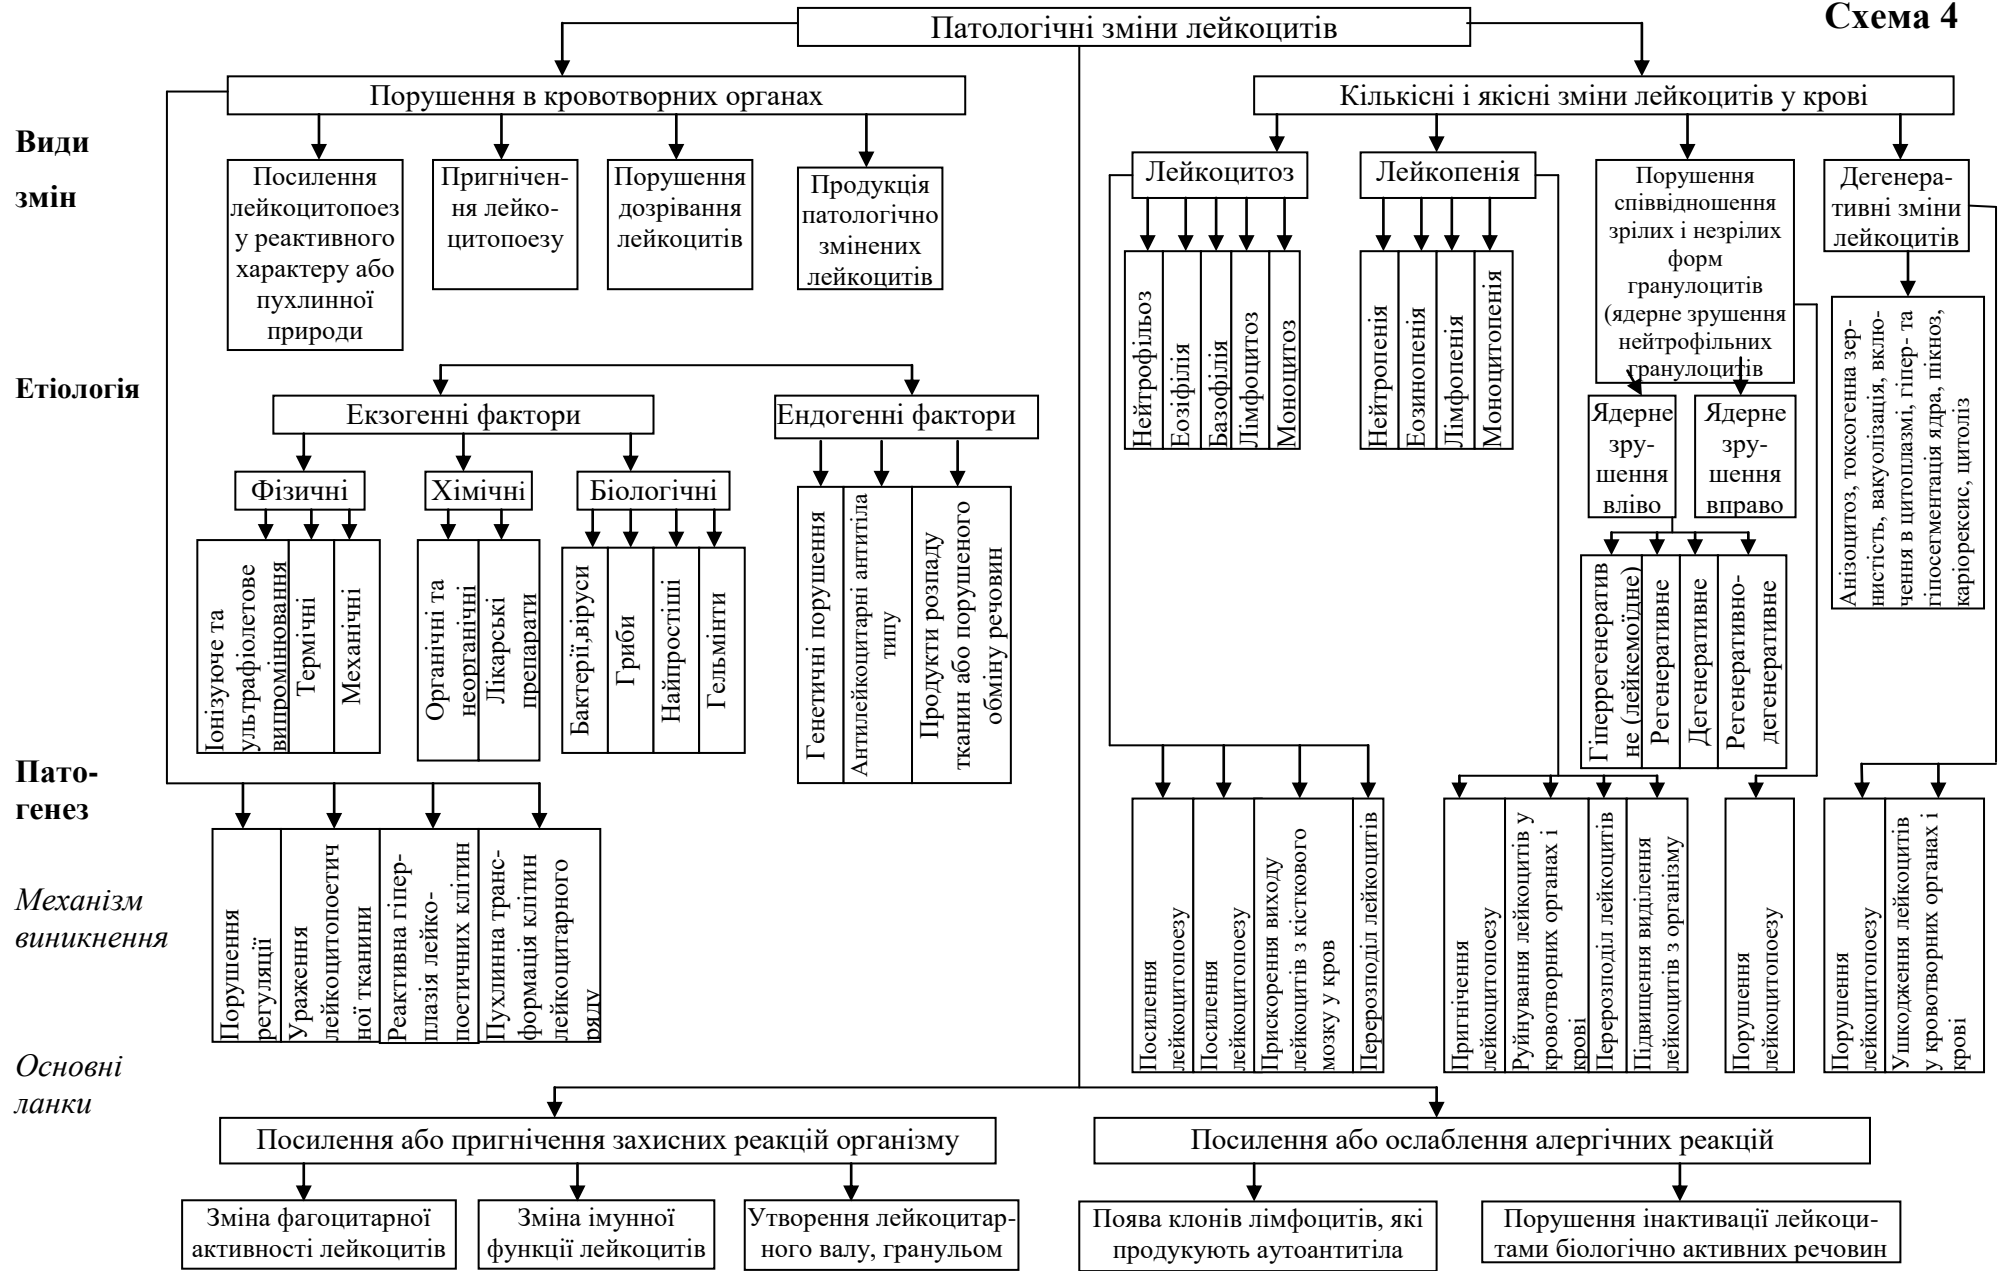 Схема 4
Патологічні зміни лейкоцитів
Порушення в кровотворних органах
Кількісні і якісні зміни лейкоцитів у крові
Види
змін
Посилення
лейкоцитопоез
у реактивного
характеру або
пухлинної
природи
Пригнічен-
ня лейко-
цитопоезу
Порушення
дозрівання
лейкоцитів
Продукція
патологічно
змінених
лейкоцитів
Лейкоцитоз
Лейкопенія
Порушення
співвідношення
зрілих і незрілих
форм
гранулоцитів
(ядерне зрушення
нейтрофільних
гранулоцитів
Дегенера-
тивні зміни
лейкоцитів
Нейтрофільоз
Еозіфілія
Базофілія
Лімфоцитоз
Моноцитоз
Нейтропенія
Еозинопенія
Лімфопенія
Моноцитопенія
Ядерне
зру-
шення
вліво
Ядерне
зру-
шення
вправо
Анізоцитоз, токсогенна зер-
нистість, вакуолізація, вклю-
чення в цитоплазмі, гіпер- та
гіпосегментація ядра, пікноз,
каріорексис, цитоліз
Гіперегенератив
не (лейкемоїдне)
Регенеративне
Дегенеративне
Регенеративно-
дегенеративне
Етіологія
Екзогенні фактори
Ендогенні фактори
Фізичні
Хімічні
Біологічні
Іонізуюче та
ультрафіолетове
випромінювання
Термічні
Механічні
Органічні та
неорганічні
Лікарські
препарати
Бактерії,віруси
Гриби
Найпростіші
Гельмінти
Генетичні порушення
Антилейкоцитарні антитіла
типу
Продукти розпаду
тканин або порушеного
обміну речовин
Пато-
генез
Механізм
виникнення
Порушення
регуляції
Ураження
лейкоцитопоетич
ної тканини
Реактивна гіпер-
плазія лейко-
поетичних клітин
Пухлинна транс-
формація клітин
лейкоцитарного
ряду
Посилення
лейкоцитопоезу
Посилення
лейкоцитопоезу
Прискорення виходу
лейкоцитів з кісткового
мозку у кров
Перерозподіл лейкоцитів
Пригнічення
лейкоцитопоезу
Руйнування лейкоцитів у
кровотворних органах і
крові
Перерозподіл лейкоцитів
Підвищення виділення
лейкоцитів з організму
Порушення
лейкоцитопоезу
Порушення
лейкоцитопоезу
Ушкодження лейкоцитів
у кровотворних органах і
крові
Основні
ланки
Посилення або пригнічення захисних реакцій організму
Посилення або ослаблення алергічних реакцій
Зміна фагоцитарної
активності лейкоцитів
Зміна імунної
функції лейкоцитів
Утворення лейкоцитар-
ного валу, гранульом
Поява клонів лімфоцитів, які
продукують аутоантитіла
Порушення інактивації лейкоци-
тами біологічно активних речовин